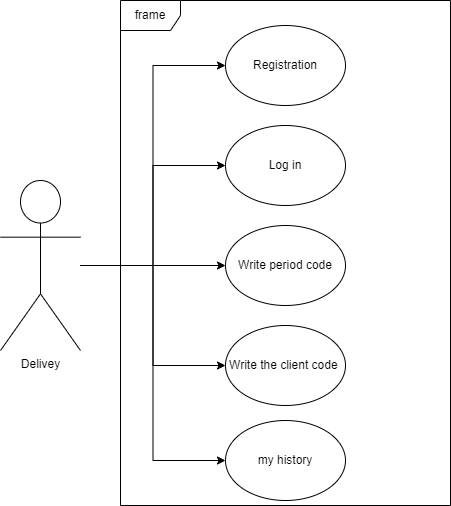 frame
Registration
Log in
Write period code
Write the client code
my history
Delivey